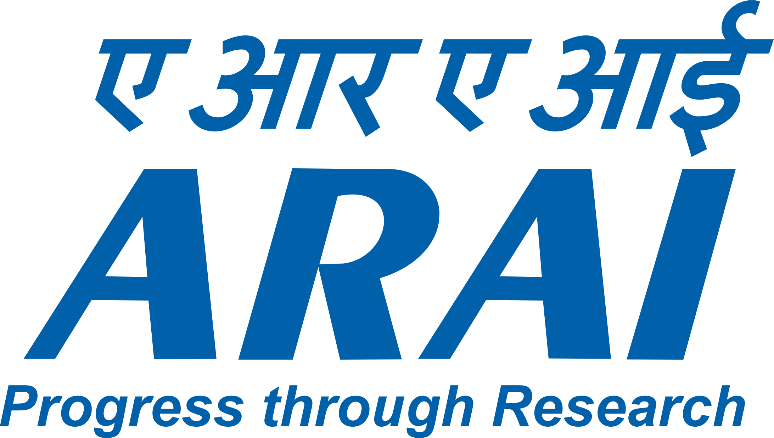 ए आर ए आई
ARAI
Progress through Research